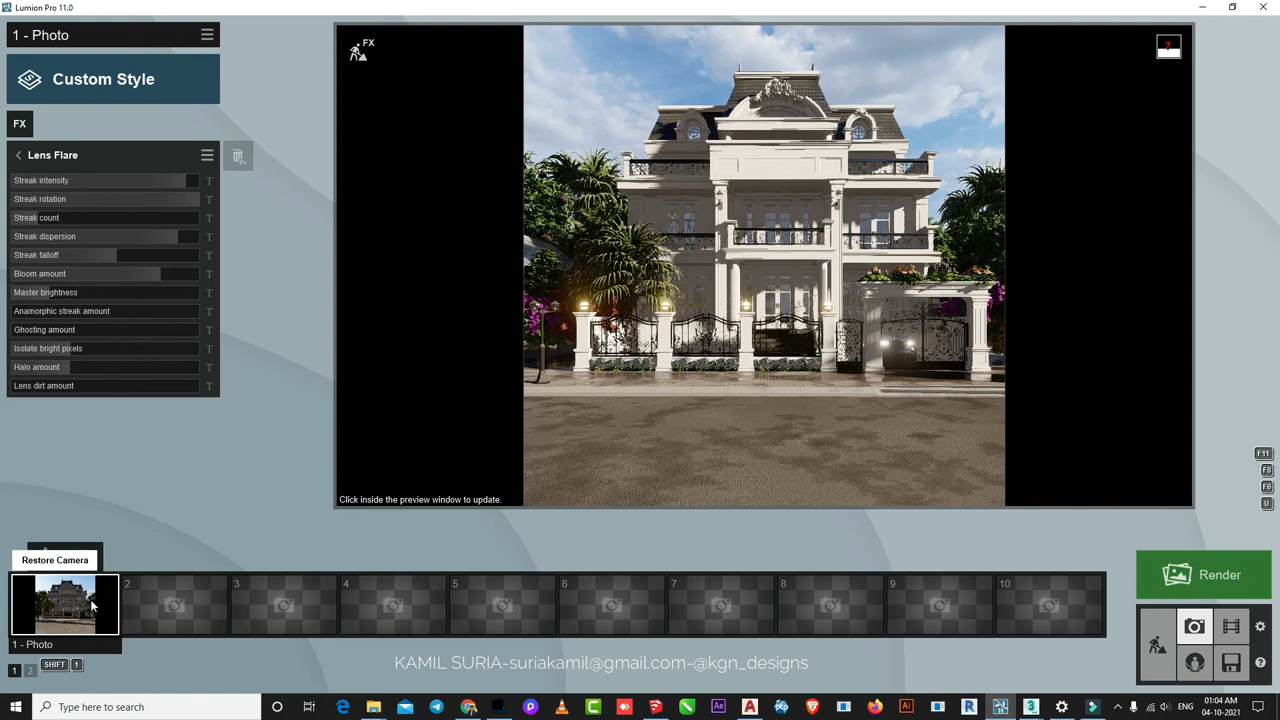 Lumion Pro 11.0
1 - Photo
Custom Style
FX
Lens Flare
Streak intensity T
Streak rotation T
Streak count T
Streak dispersion T
Streak falloff T
Bloom amount T
Master brightness T
Anamorphic streak amount T
Ghosting amount T
Isolate bright pixels T
Halo amount T
Lens dirt amount T
FX
7
Click inside the preview window to update.
F11
F8
F6
U
Restore Camera
2 3 4 5 6 7 8 9 10
1 - Photo
1 2 SHIFT 1
Render
KAMIL SURIA-suriakamil@gmail.com-@kgn_designs
Type here to search
ENG
01:04 AM
04-10-2021